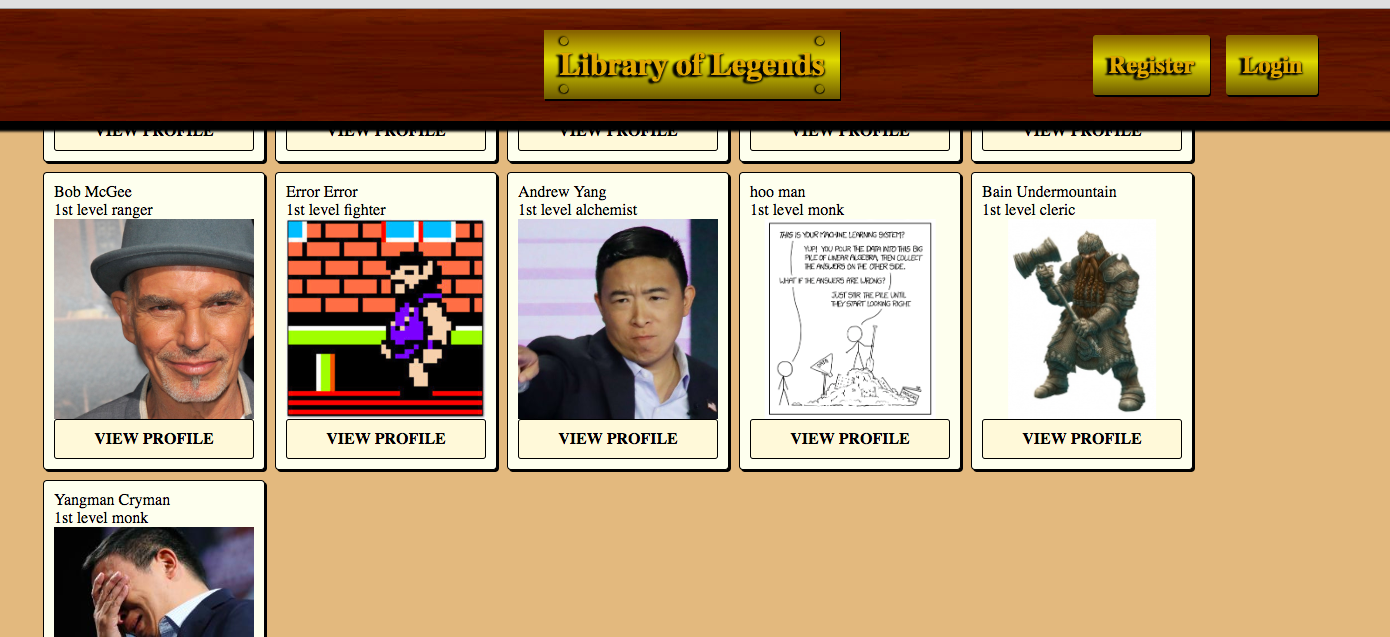 Library of Legends
Register
Login
VIEW PROFILE
VIEW PROFILE
VIEW PROFILE
VIEW PROFILE
VIEW PROFILE
Bob McGee
1st level ranger
VIEW PROFILE
Error Error
1st level fighter
VIEW PROFILE
Andrew Yang
1st level alchemist
VIEW PROFILE
hoo man
1st level monk
THIS IS YOUR MACHINE LEARNING SYSTEM?
YUP! YOU POUR THE DATA INTO THIS BIG
PILE OF LINEAR ALGEBRA, THEN COLLECT
THE ANSWERS ON THE OTHER SIDE.
WHAT IF THE ANSWERS ARE WRONG?
JUST STIR THE PILE UNTIL
THEY START LOOKING RIGHT.
DATA
VIEW PROFILE
Bain Undermountain
1st level cleric
VIEW PROFILE
Yangman Cryman
1st level monk